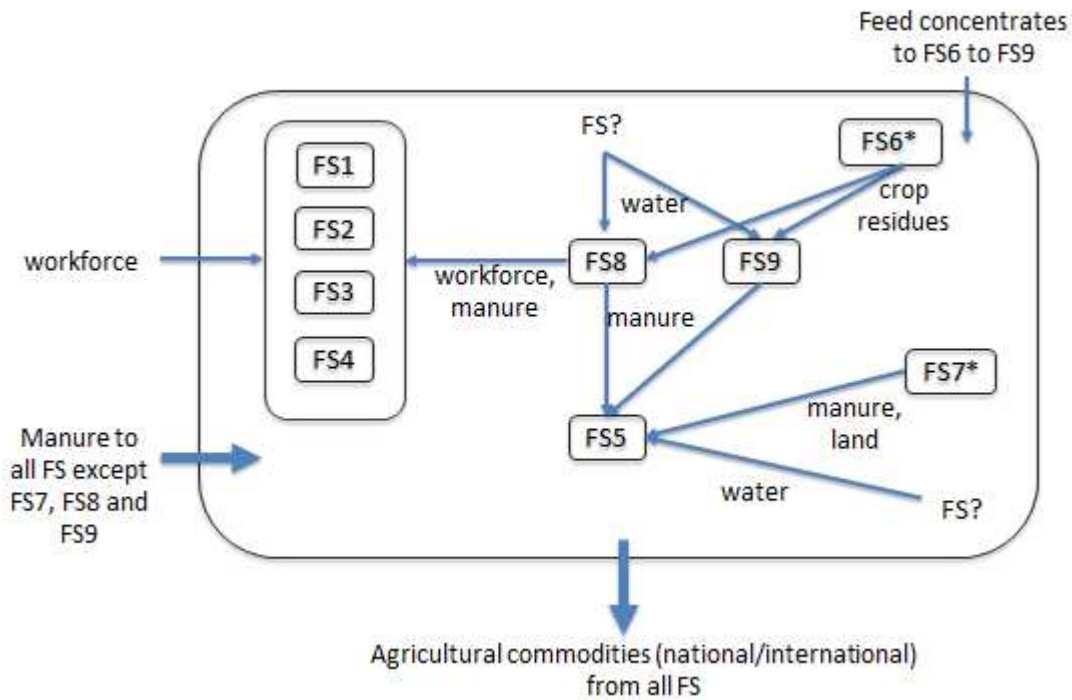 Feed concentrates
to FS6 to FS9
FS?
FS6*
FS1
crop
residues
water
FS2
workforce
FS8
FS9
workforce,
manure
FS3
manure
FS4
FS7*
manure,
land
Manure to
all FS except
FS7, FS8 and
FS9
FS5
water
FS?
Agricultural commodities (national/international)
from all FS